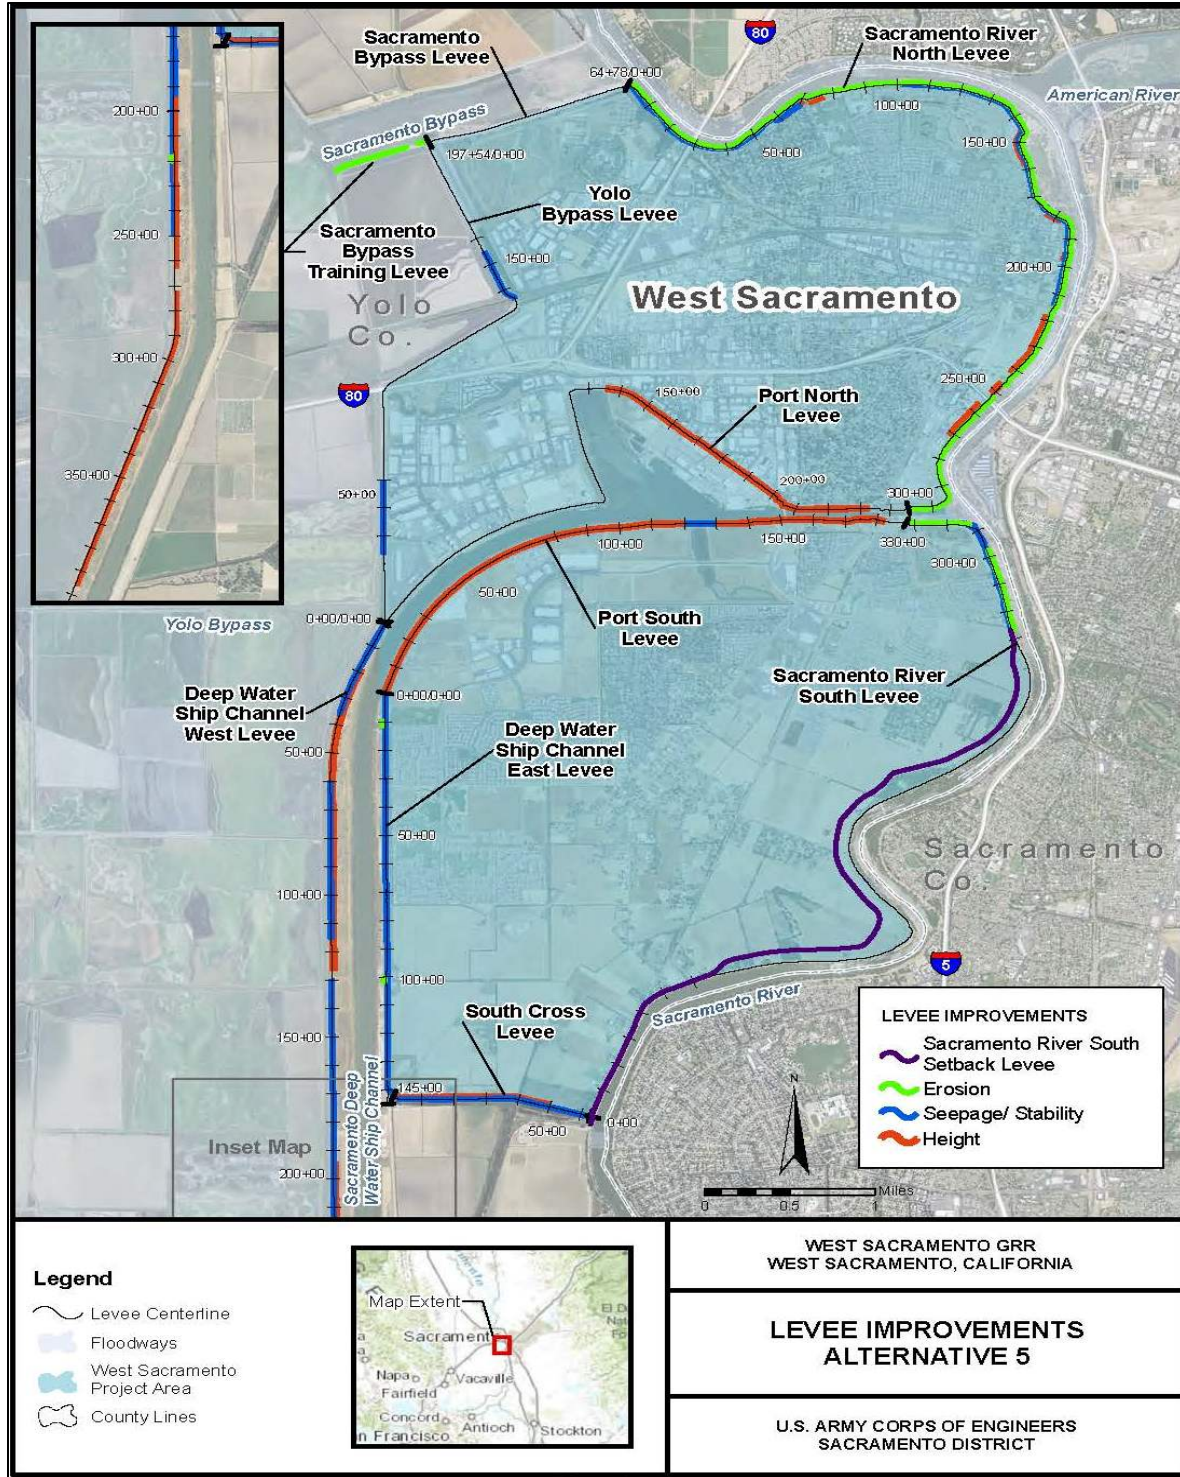 200+00
250+00
300+00
350+00
Sacramento
Bypass Levee
80
Sacramento River
North Levee
64+78/0+00
American River
100+00
Sacramento Bypass
197+54/0+00
50+00
150+00
Yolo
Bypass Levee
Sacramento
Bypass
Training Levee
150+00
200+00
West Sacramento
Yolo
Co.
80
250+00
150+00
Port North
Levee
50+00
200+00
300+00
100+00
150+00
330+00
300+00
50+00
Yolo Bypass
0+00/0+00
Port South
Levee
Sacramento River
South Levee
Deep Water
Ship Channel
West Levee
0+00/0+00
Deep Water
Ship Channel
East Levee
50+00
50+00
Sacramento
Co.
100+00
5
100+00
Sacramento River
South Cross
Levee
150+00
145+00
50+00
0+00
Inset Map
Sacramento Deep
Water Ship Channel
200+00
LEVEE IMPROVEMENTS
Sacramento River South
Setback Levee
Erosion
Seepage/ Stability
Height
N
Miles
0 0.5 1
Legend
Levee Centerline
Floodways
West Sacramento
Project Area
County Lines
Map Extent
Sacrament
Napa
Vacaville
Fairfield
Concord
Antioch
n Francisco
Stockton
WEST SACRAMENTO GRR
WEST SACRAMENTO, CALIFORNIA
LEVEE IMPROVEMENTS
ALTERNATIVE 5
U.S. ARMY CORPS OF ENGINEERS
SACRAMENTO DISTRICT